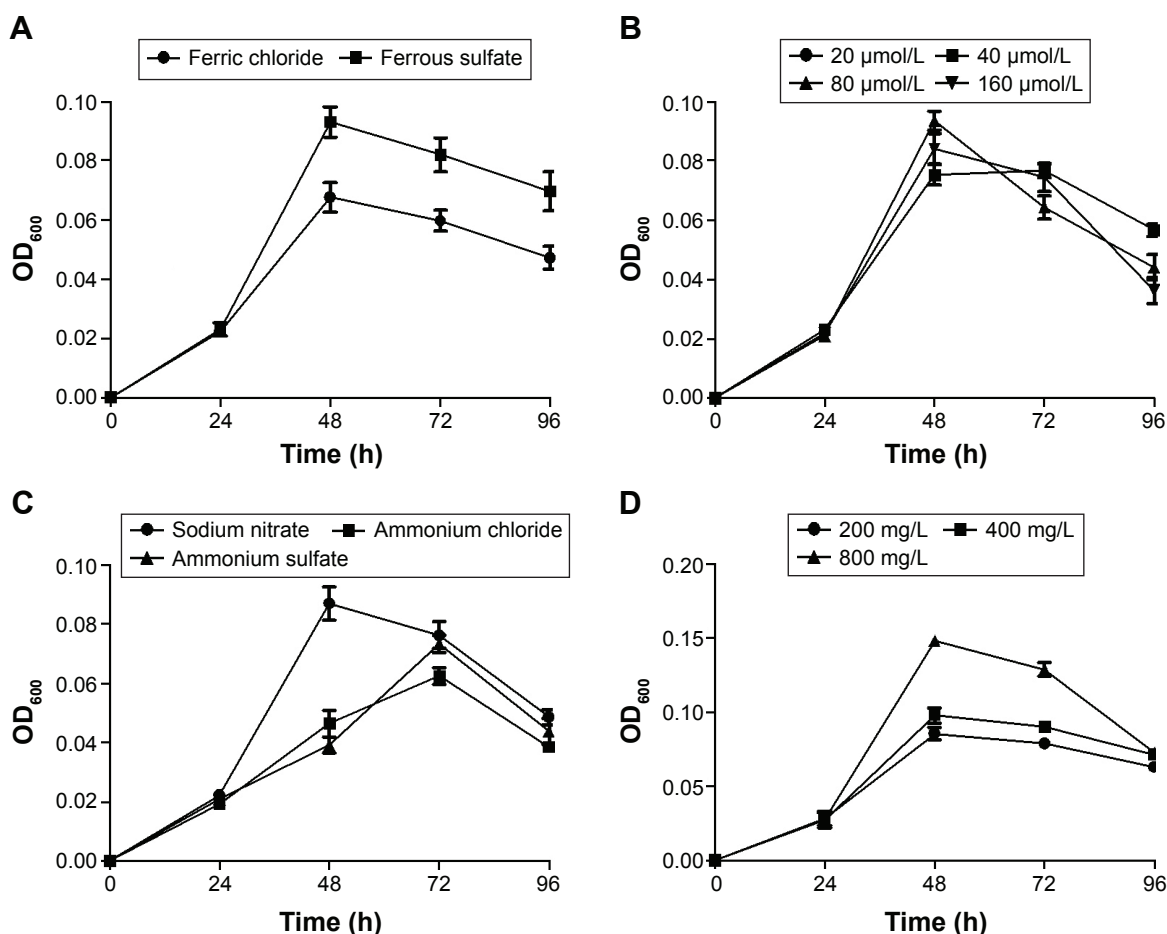 A
Ferric chloride Ferrous sulfate
0.10
0.08
0.06
0.04
0.02
0.00
OD600
0 24 48 72 96
Time (h)
B
20 µmol/L 40 µmol/L
80 µmol/L 160 µmol/L
0.10
0.08
0.06
0.04
0.02
0.00
OD600
0 24 48 72 96
Time (h)
C
Sodium nitrate Ammonium chloride
Ammonium sulfate
0.10
0.08
0.06
0.04
0.02
0.00
OD600
0 24 48 72 96
Time (h)
D
200 mg/L 400 mg/L
800 mg/L
0.20
0.15
0.10
0.05
0.00
OD600
0 24 48 72 96
Time (h)